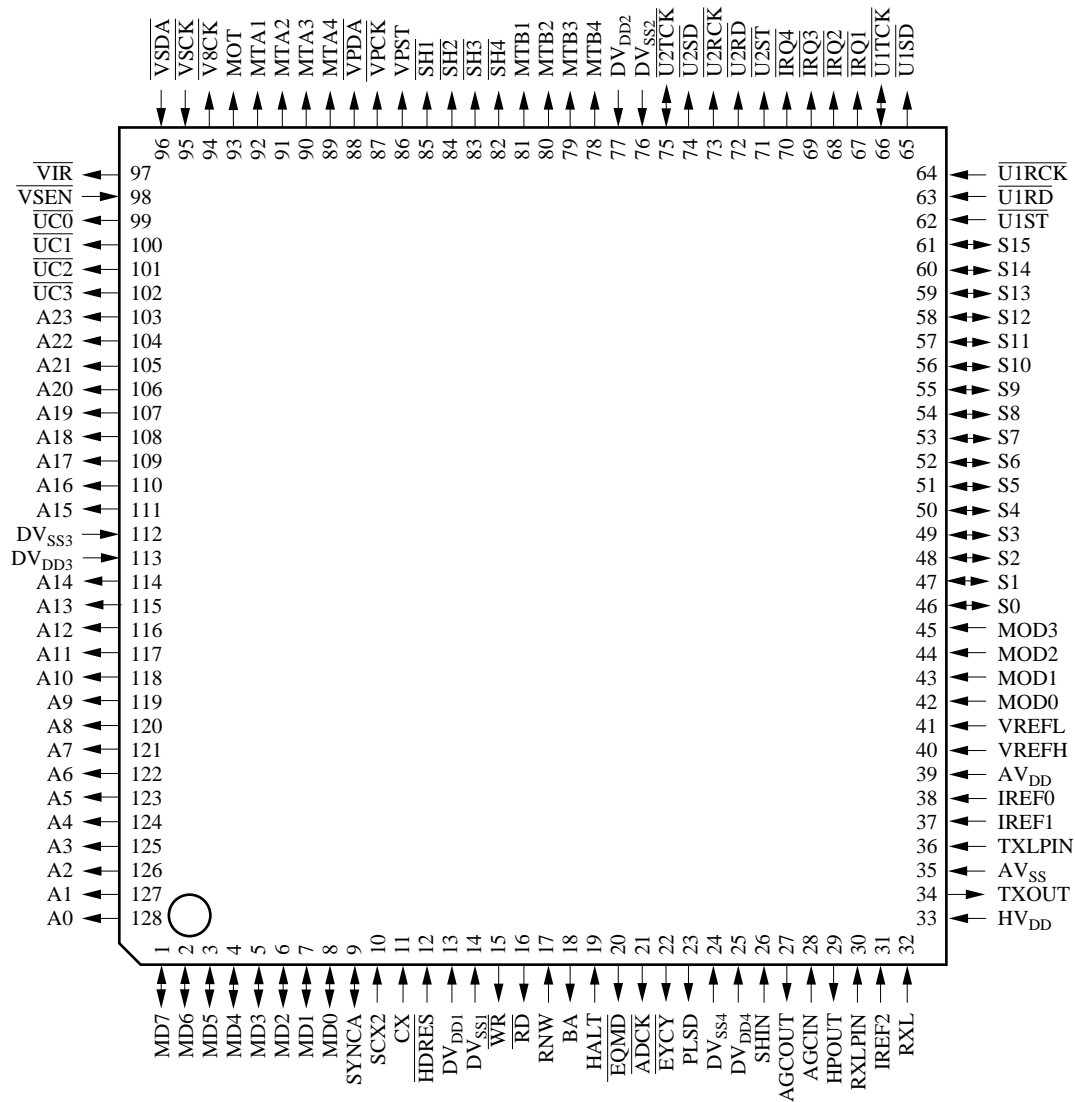 VSDA VSCK V8CK MOT MTA1 MTA2 MTA3 MTA4 VPDA VPCK VPST SH1 SH2 SH3 SH4 MTB1 MTB2 MTB3 MTB4 DVDD2 DVSS2 U2TCK U2SD U2RCK U2RD U2ST IRQ4 IRQ3 IRQ2 IRQ1 U1TCK U1SD
96 95 94 93 92 91 90 89 88 87 86 85 84 83 82 81 80 79 78 77 76 75 74 73 72 71 70 69 68 67 66 65
VIR 97 64 U1RCK
VSEN 98 63 U1RD
UC0 99 62 U1ST
UC1 100 61 S15
UC2 101 60 S14
UC3 102 59 S13
A23 103 58 S12
A22 104 57 S11
A21 105 56 S10
A20 106 55 S9
A19 107 54 S8
A18 108 53 S7
A17 109 52 S6
A16 110 51 S5
A15 111 50 S4
DVSS3 112 49 S3
DVDD3 113 48 S2
A14 114 47 S1
A13 115 46 S0
A12 116 45 MOD3
A11 117 44 MOD2
A10 118 43 MOD1
A9 119 42 MOD0
A8 120 41 VREFL
A7 121 40 VREFH
A6 122 39 AVDD
A5 123 38 IREF0
A4 124 37 IREF1
A3 125 36 TXLPIN
A2 126 35 AVSS
A1 127 34 TXOUT
A0 128 33 HVDD
1 2 3 4 5 6 7 8 9 10 11 12 13 14 15 16 17 18 19 20 21 22 23 24 25 26 27 28 29 30 31 32
MD7 MD6 MD5 MD4 MD3 MD2 MD1 MD0 SYNCA SCX2 CX HDRES DVDD1 DVSS1 WR RD RNW BA HALT EQMD ADCK EYCY PLSD DVSS4 DVDD4 SHIN AGCOUT AGCIN HPOUT RXLPIN IREF2 RXL